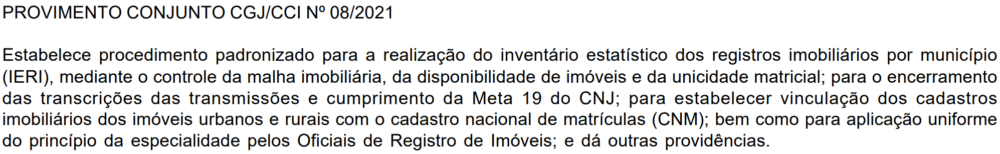 PROVIMENTO CONJUNTO CGJ/CCI Nº 08/2021
Estabelece procedimento padronizado para a realização do inventário estatístico dos registros imobiliários por município
(IERI), mediante o controle da malha imobiliária, da disponibilidade de imóveis e da unicidade matricial; para o encerramento
das transcrições das transmissões e cumprimento da Meta 19 do CNJ; para estabelecer vinculação dos cadastros
imobiliários dos imóveis urbanos e rurais com o cadastro nacional de matrículas (CNM); bem como para aplicação uniforme
do princípio da especialidade pelos Oficiais de Registro de Imóveis; e dá outras providências.